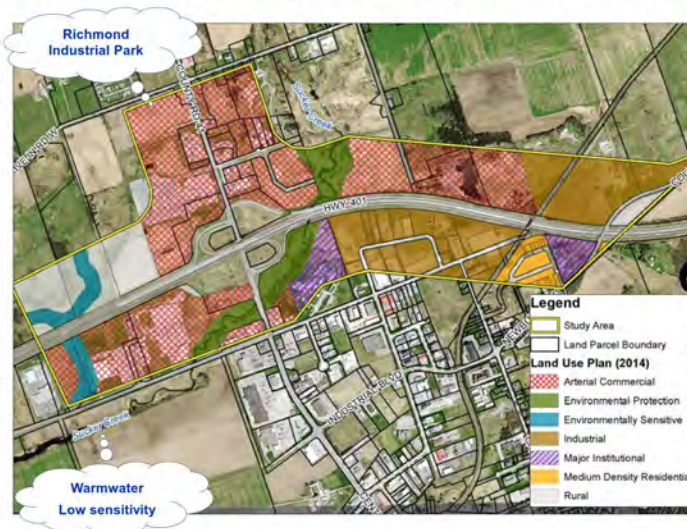 Richmond
Industrial Park
Sucker Creek
HWY. 401
INDUSTRIAL BLVD
Sucker Creek
Warmwater
Low sensitivity
Legend
Study Area
Land Parcel Boundary
Land Use Plan (2014)
Arterial Commercial
Environmental Protection
Environmentally Sensitive
Industrial
Major Institutional
Medium Density Residentia
Rural